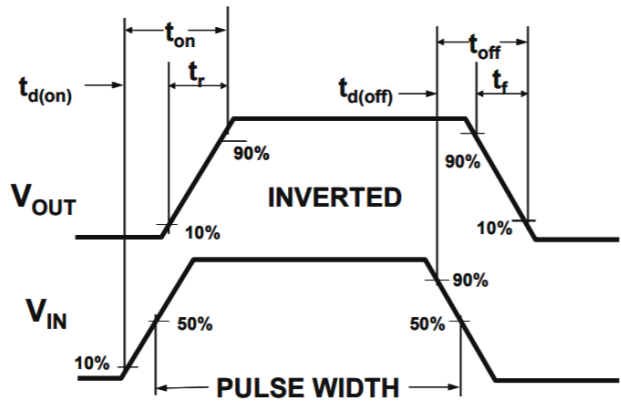 t_on
t_off
t_d(on)
t_r
t_d(off)
t_f
90%
90%
V_OUT
INVERTED
10%
10%
90%
V_IN
50%
50%
10%
PULSE WIDTH